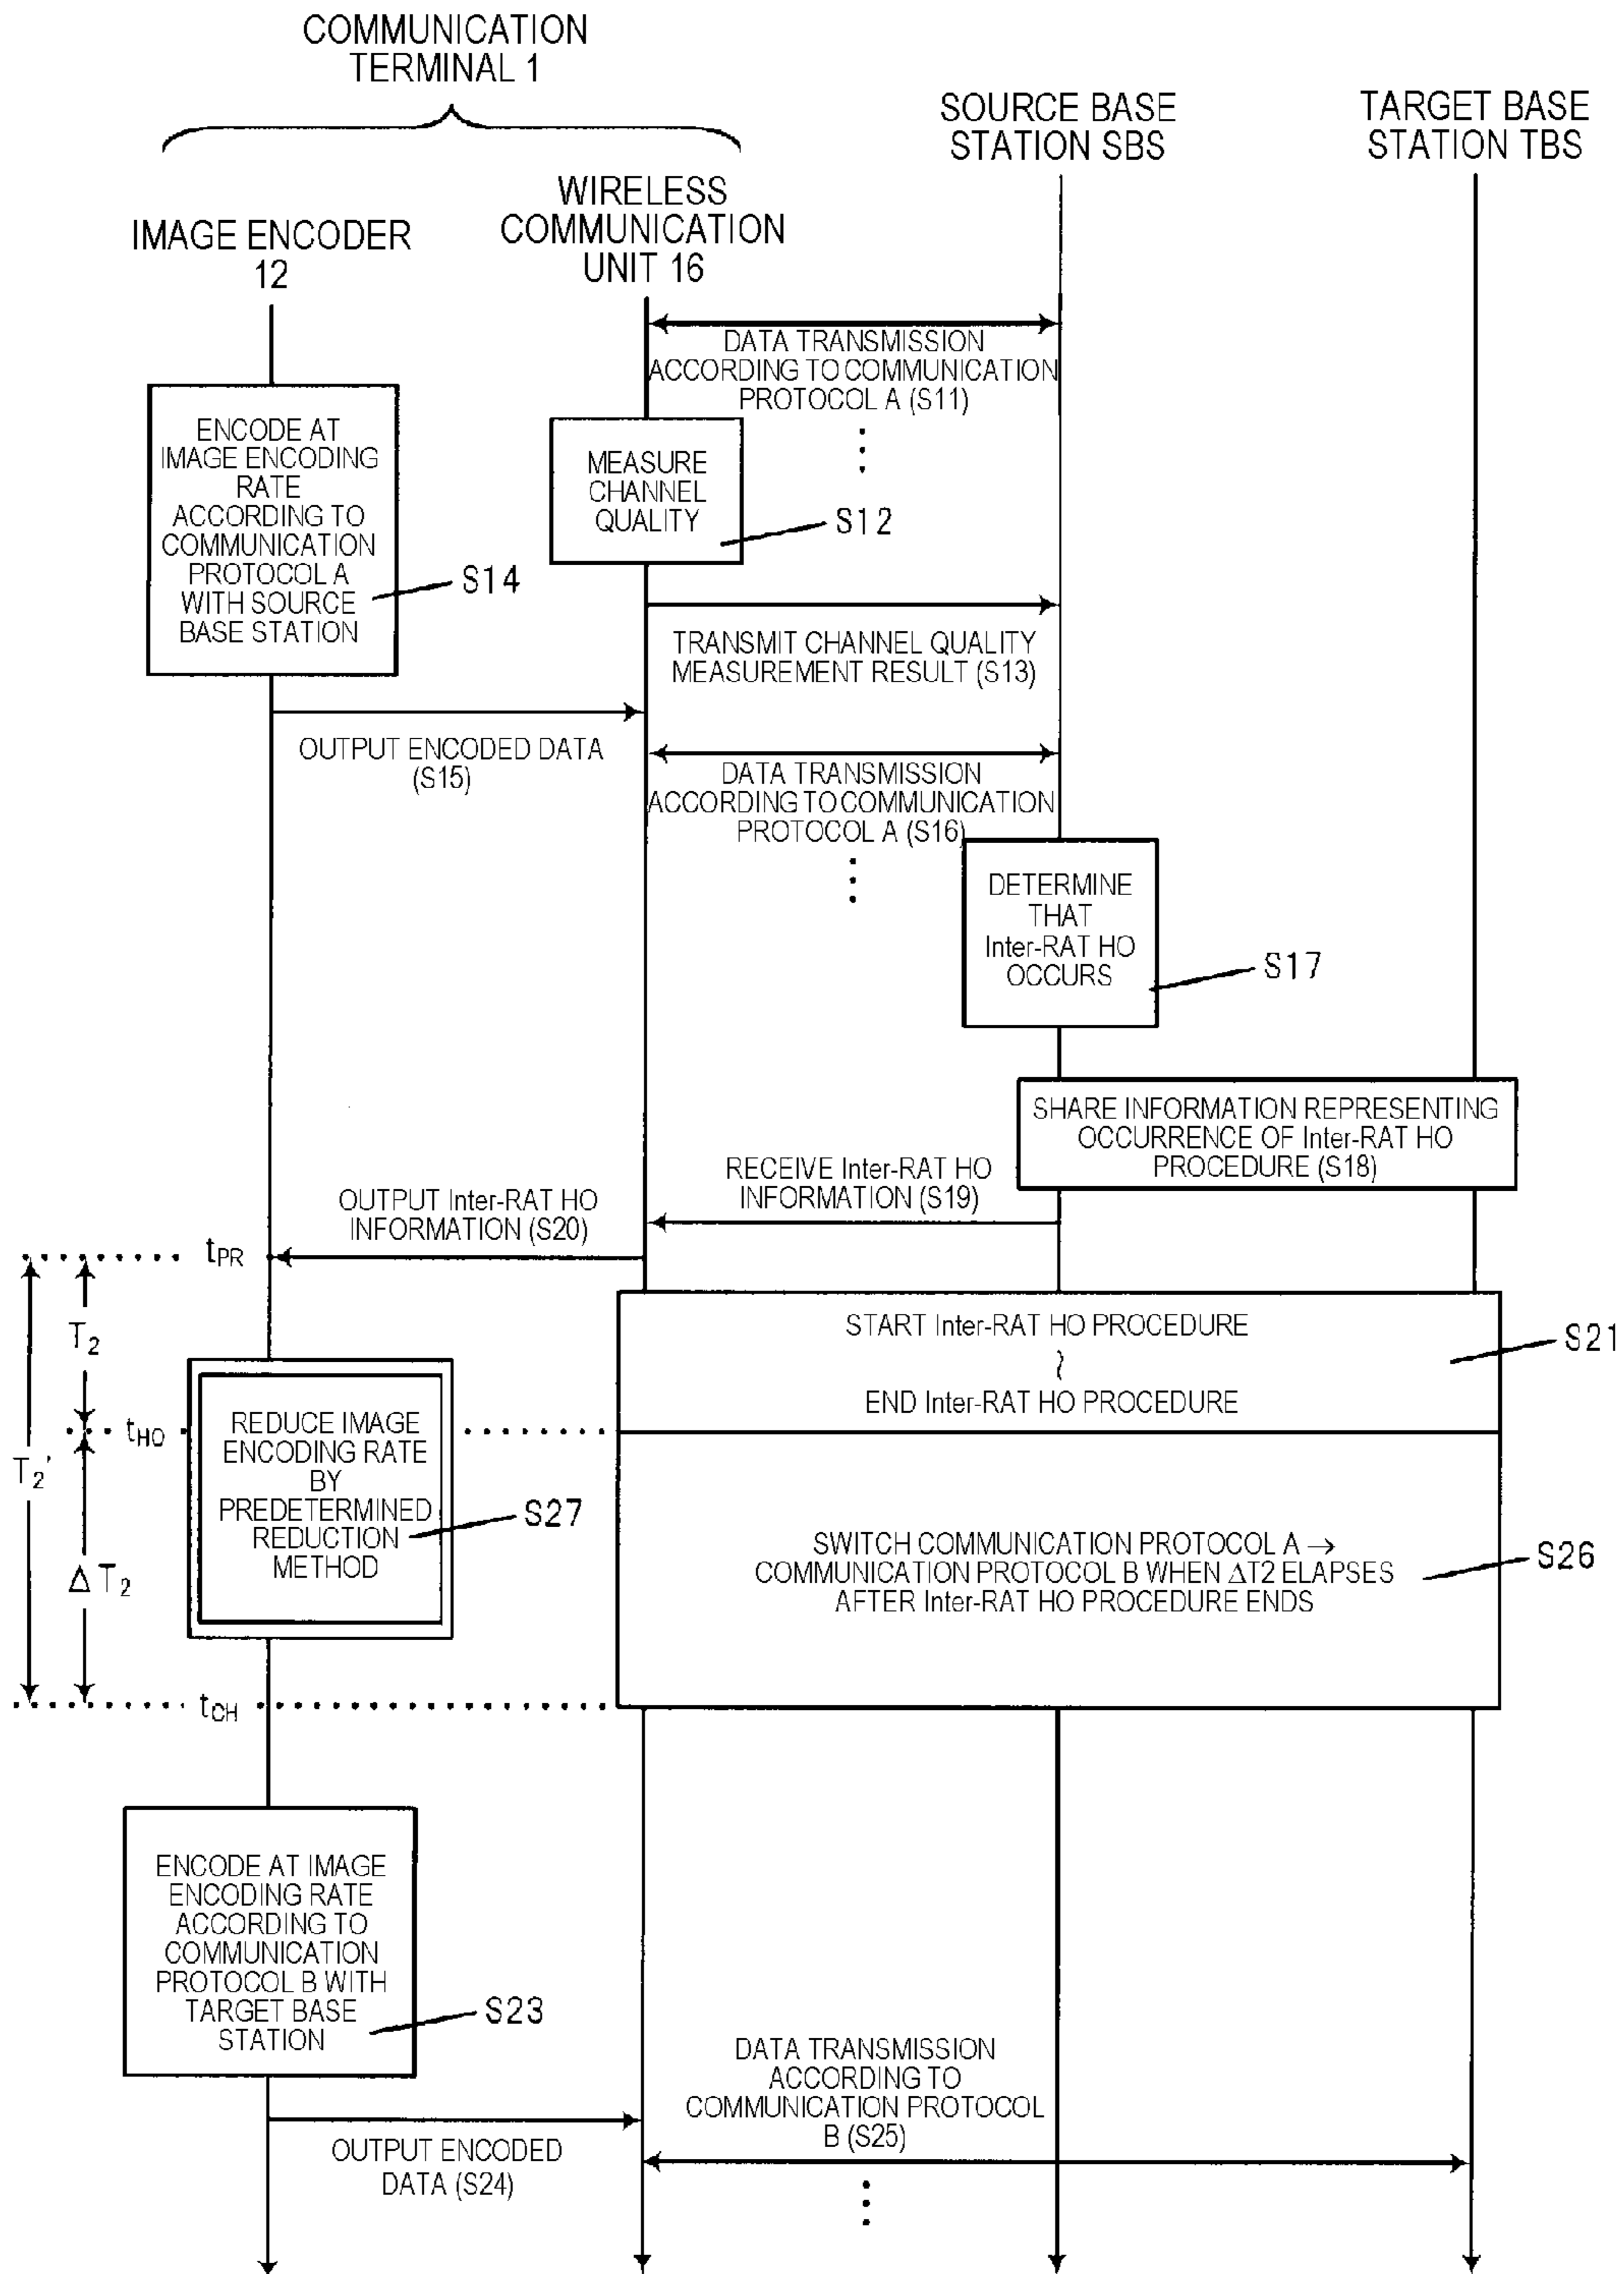 COMMUNICATION
TERMINAL 1
SOURCE BASE
STATION SBS
TARGET BASE
STATION TBS
WIRELESS
COMMUNICATION
UNIT 16
IMAGE ENCODER
12
DATA TRANSMISSION
ACCORDING TO COMMUNICATION
PROTOCOL A (S11)
ENCODE AT
IMAGE ENCODING
RATE
ACCORDING TO
COMMUNICATION
PROTOCOL A
WITH SOURCE
BASE STATION
S14
MEASURE
CHANNEL
QUALITY
S12
TRANSMIT CHANNEL QUALITY
MEASUREMENT RESULT (S13)
OUTPUT ENCODED DATA
(S15)
DATA TRANSMISSION
ACCORDING TO COMMUNICATION
PROTOCOL A (S16)
DETERMINE
THAT
Inter-RAT HO
OCCURS
S17
SHARE INFORMATION REPRESENTING
OCCURRENCE OF Inter-RAT HO
PROCEDURE (S18)
RECEIVE Inter-RAT HO
INFORMATION (S19)
OUTPUT Inter-RAT HO
INFORMATION (S20)
tPR
T2
tHO
T2'
ΔT2
tCH
START Inter-RAT HO PROCEDURE
~
END Inter-RAT HO PROCEDURE
S21
REDUCE IMAGE
ENCODING RATE
BY
PREDETERMINED
REDUCTION
METHOD
S27
SWITCH COMMUNICATION PROTOCOL A →
COMMUNICATION PROTOCOL B WHEN ΔT2 ELAPSES
AFTER Inter-RAT HO PROCEDURE ENDS
S26
ENCODE AT IMAGE
ENCODING RATE
ACCORDING TO
COMMUNICATION
PROTOCOL B WITH
TARGET BASE
STATION
S23
DATA TRANSMISSION
ACCORDING TO
COMMUNICATION PROTOCOL
B (S25)
OUTPUT ENCODED
DATA (S24)